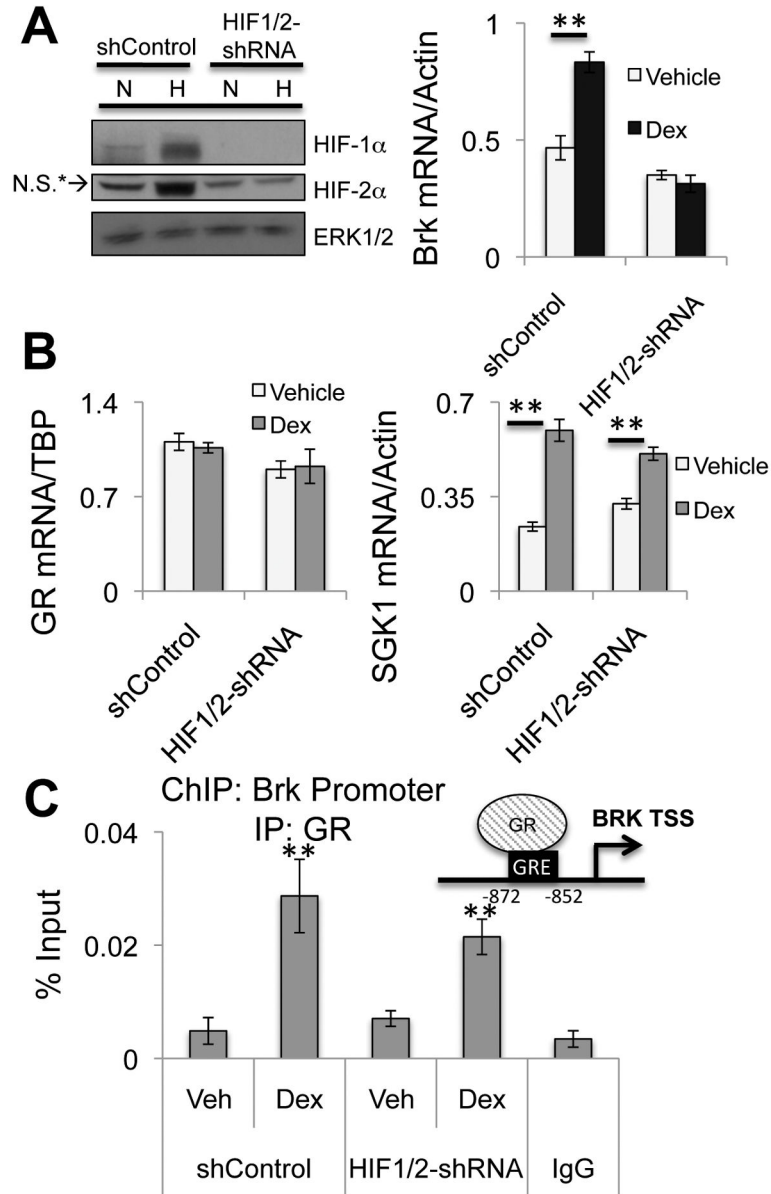 A
shControl
HIF1/2-
shRNA
N H N H
HIF-1α
N.S.*→
HIF-2α
ERK1/2
Brk mRNA/Actin
1
0.5
0
**
Vehicle
Dex
shControl
HIF1/2-shRNA
B
GR mRNA/TBP
1.4
0.7
0
Vehicle
Dex
shControl
HIF1/2-shRNA
SGK1 mRNA/Actin
0.7
0.35
0
**
**
Vehicle
Dex
shControl
HIF1/2-shRNA
C
ChIP: Brk Promoter
IP: GR
% Input
0.04
0.02
0
**
**
GR
GRE
BRK TSS
-872 -852
Veh Dex Veh Dex
shControl HIF1/2-shRNA IgG